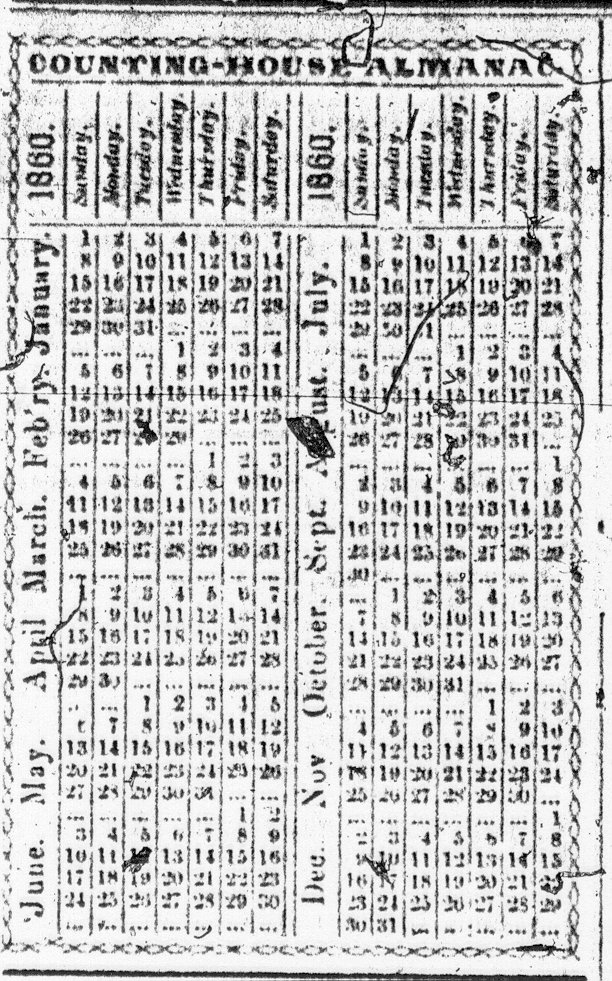 COUNTING-HOUSE ALMANAC
1860. Sunday. Monday. Tuesday. Wednesday. Thursday. Friday. Saturday.
January.
1 2 3 4 5 6 7
8 9 10 11 12 13 14
15 16 17 18 19 20 21
22 23 24 25 26 27 28
29 30 31 ... ... ... ...
Feb'ry.
... ... ... 1 2 3 4
5 6 7 8 9 10 11
12 13 14 15 16 17 18
19 20 21 22 23 24 25
26 27 28 29 ... ... ...
March.
... ... ... ... 1 2 3
4 5 6 7 8 9 10
11 12 13 14 15 16 17
18 19 20 21 22 23 24
25 26 27 28 29 30 31
... ... ... ... ... ... ...
April
1 2 3 4 5 6 7
8 9 10 11 12 13 14
15 16 17 18 19 20 21
22 23 24 25 26 27 28
29 30 ... ... ... ... ...
May.
... ... 1 2 3 4 5
6 7 8 9 10 11 12
13 14 15 16 17 18 19
20 21 22 23 24 25 26
27 28 29 30 31 ... ...
June.
... ... ... ... ... 1 2
3 4 5 6 7 8 9
10 11 13 14 15 16
17 18 19 20 21 22 23
24 25 26 27 28 29 30
... ... ... ... ... ... ...
1860. Sunday. Monday. Tuesday. Wednesday. Thursday. Friday. Saturday.
July.
1 2 3 4 5 6 7
8 9 10 11 12 13 14
15 16 17 18 19 20 21
22 23 24 25 26 27 28
29 30 31 ... ... ... ...
August.
... ... ... 1 2 3 4
5 6 7 8 9 10 11
12 13 14 15 16 17 18
19 20 21 22 23 24 25
26 27 28 29 30 31 ...
Sept.
... ... ... ... ... ... 1
2 3 4 5 6 7 8
9 10 11 12 13 14 15
16 17 18 19 20 21 22
23 24 25 26 27 28 29
30 ... ... ... ... ... ...
October.
... 1 2 3 4 5 6
7 8 9 10 11 12 13
14 15 16 17 18 19 20
21 22 23 24 25 26 27
28 29 30 31 ... ... ...
Nov
... ... ... ... 1 2 3
4 5 6 7 8 9 10
11 12 13 14 15 16 17
18 19 20 21 22 23 24
25 26 27 28 29 30 ...
Dec.
... ... ... ... ... ... 1
2 3 4 5 6 7 8
9 10 11 12 13 14 15
16 17 18 19 20 21 22
23 24 25 26 27 28 29
30 31 ... ... ... ... ...